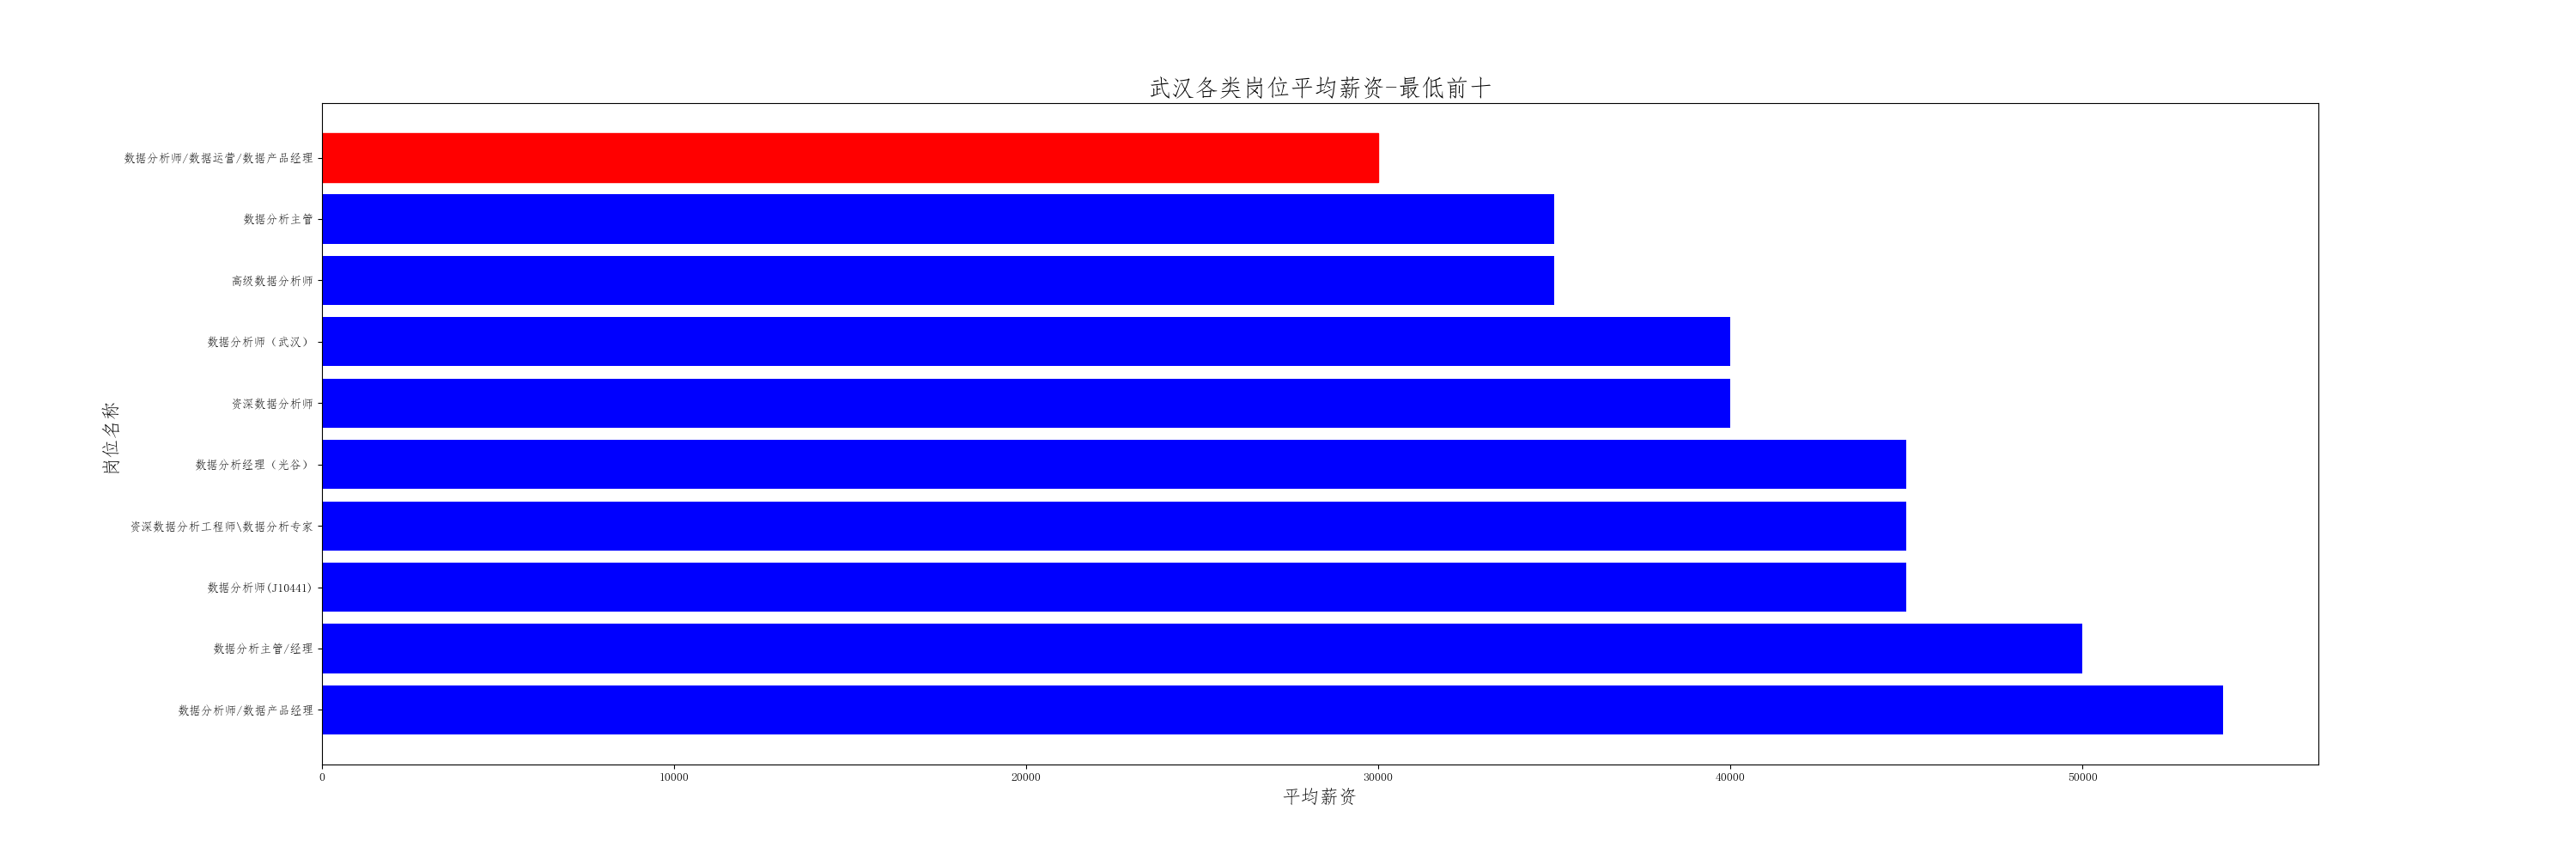 武汉各类岗位平均薪资-最低前十
数据分析师/数据运营/数据产品经理
数据分析主管
高级数据分析师
数据分析师（武汉）
资深数据分析师
数据分析经理（光谷）
资深数据分析工程师\数据分析专家
数据分析师(J10441)
数据分析主管/经理
数据分析师/数据产品经理
岗位名称
0 10000 20000 30000 40000 50000
平均薪资